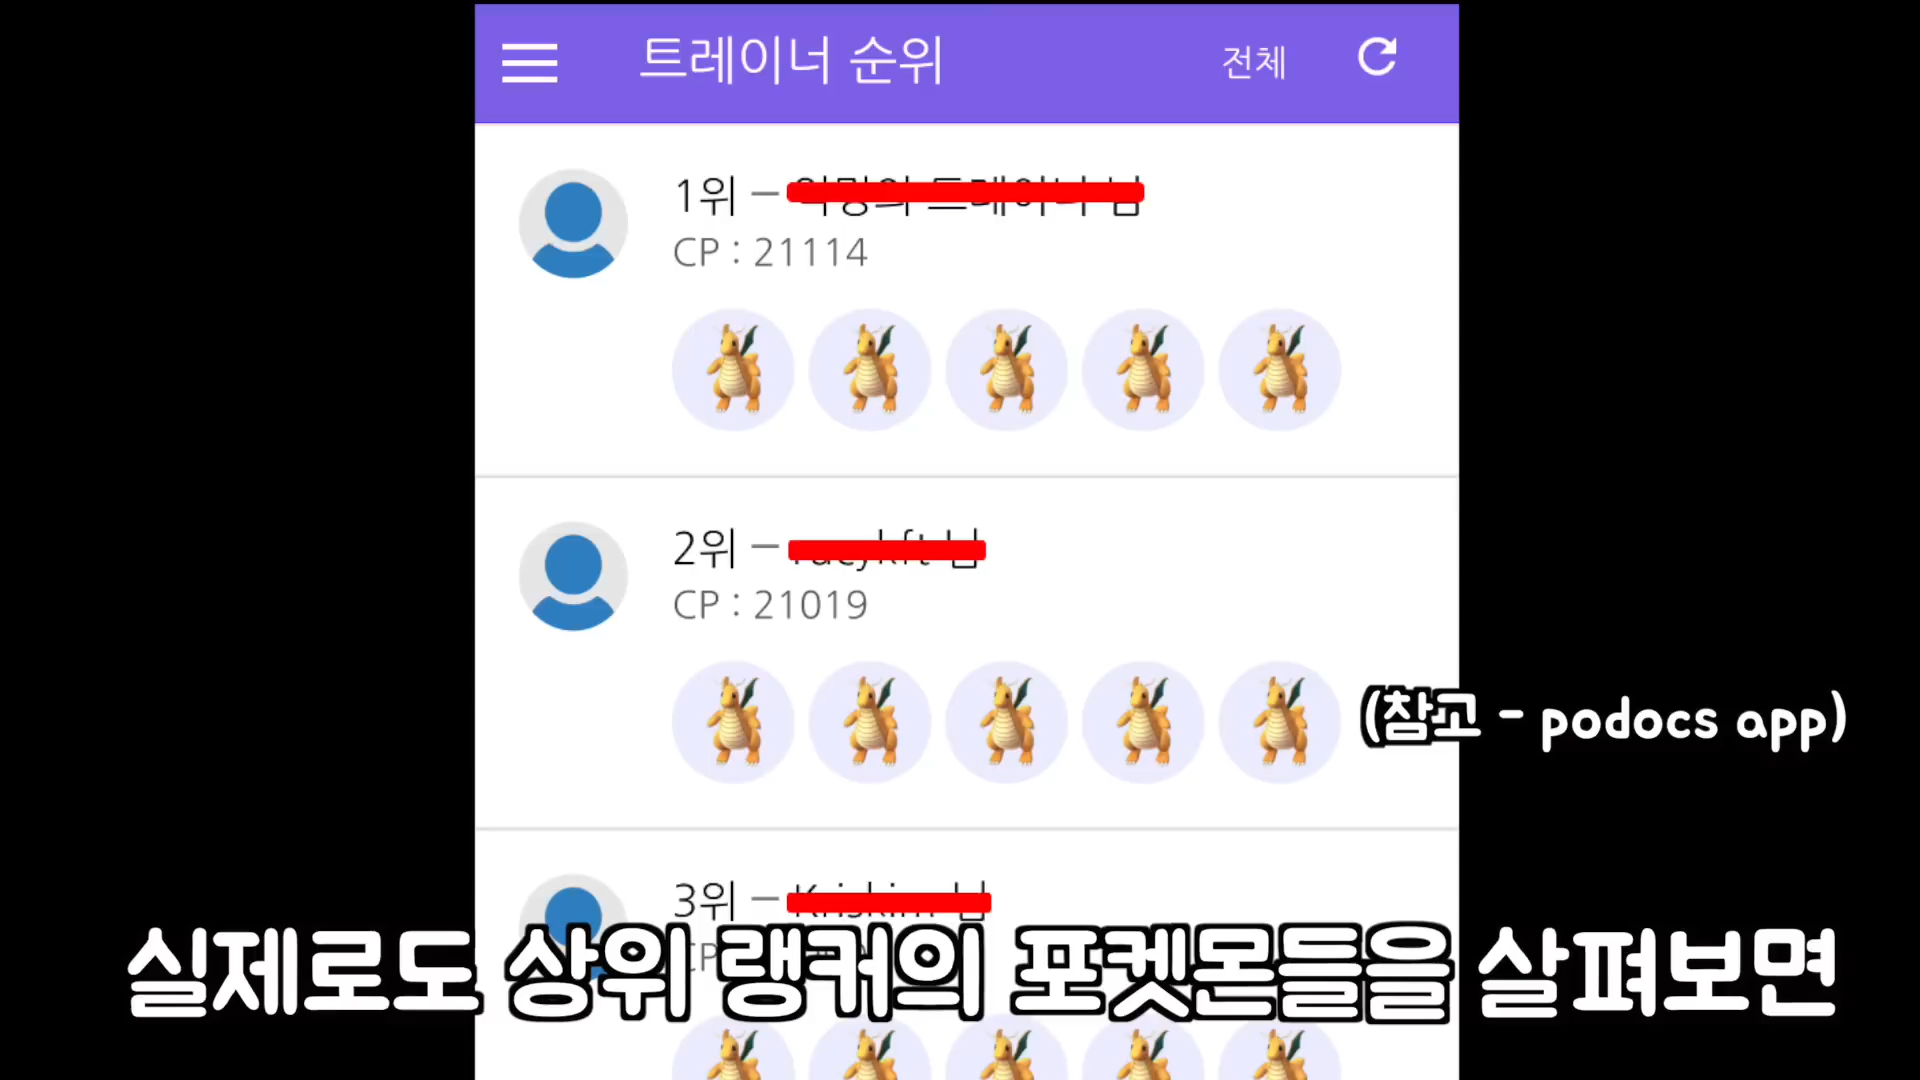 트레이너 순위
전체
1위 –
CP : 21114
2위 –
CP : 21019
(참고 - podocs app)
3위 –
CP
실제로도 상위 랭커의 포켓몬들을 살펴보면